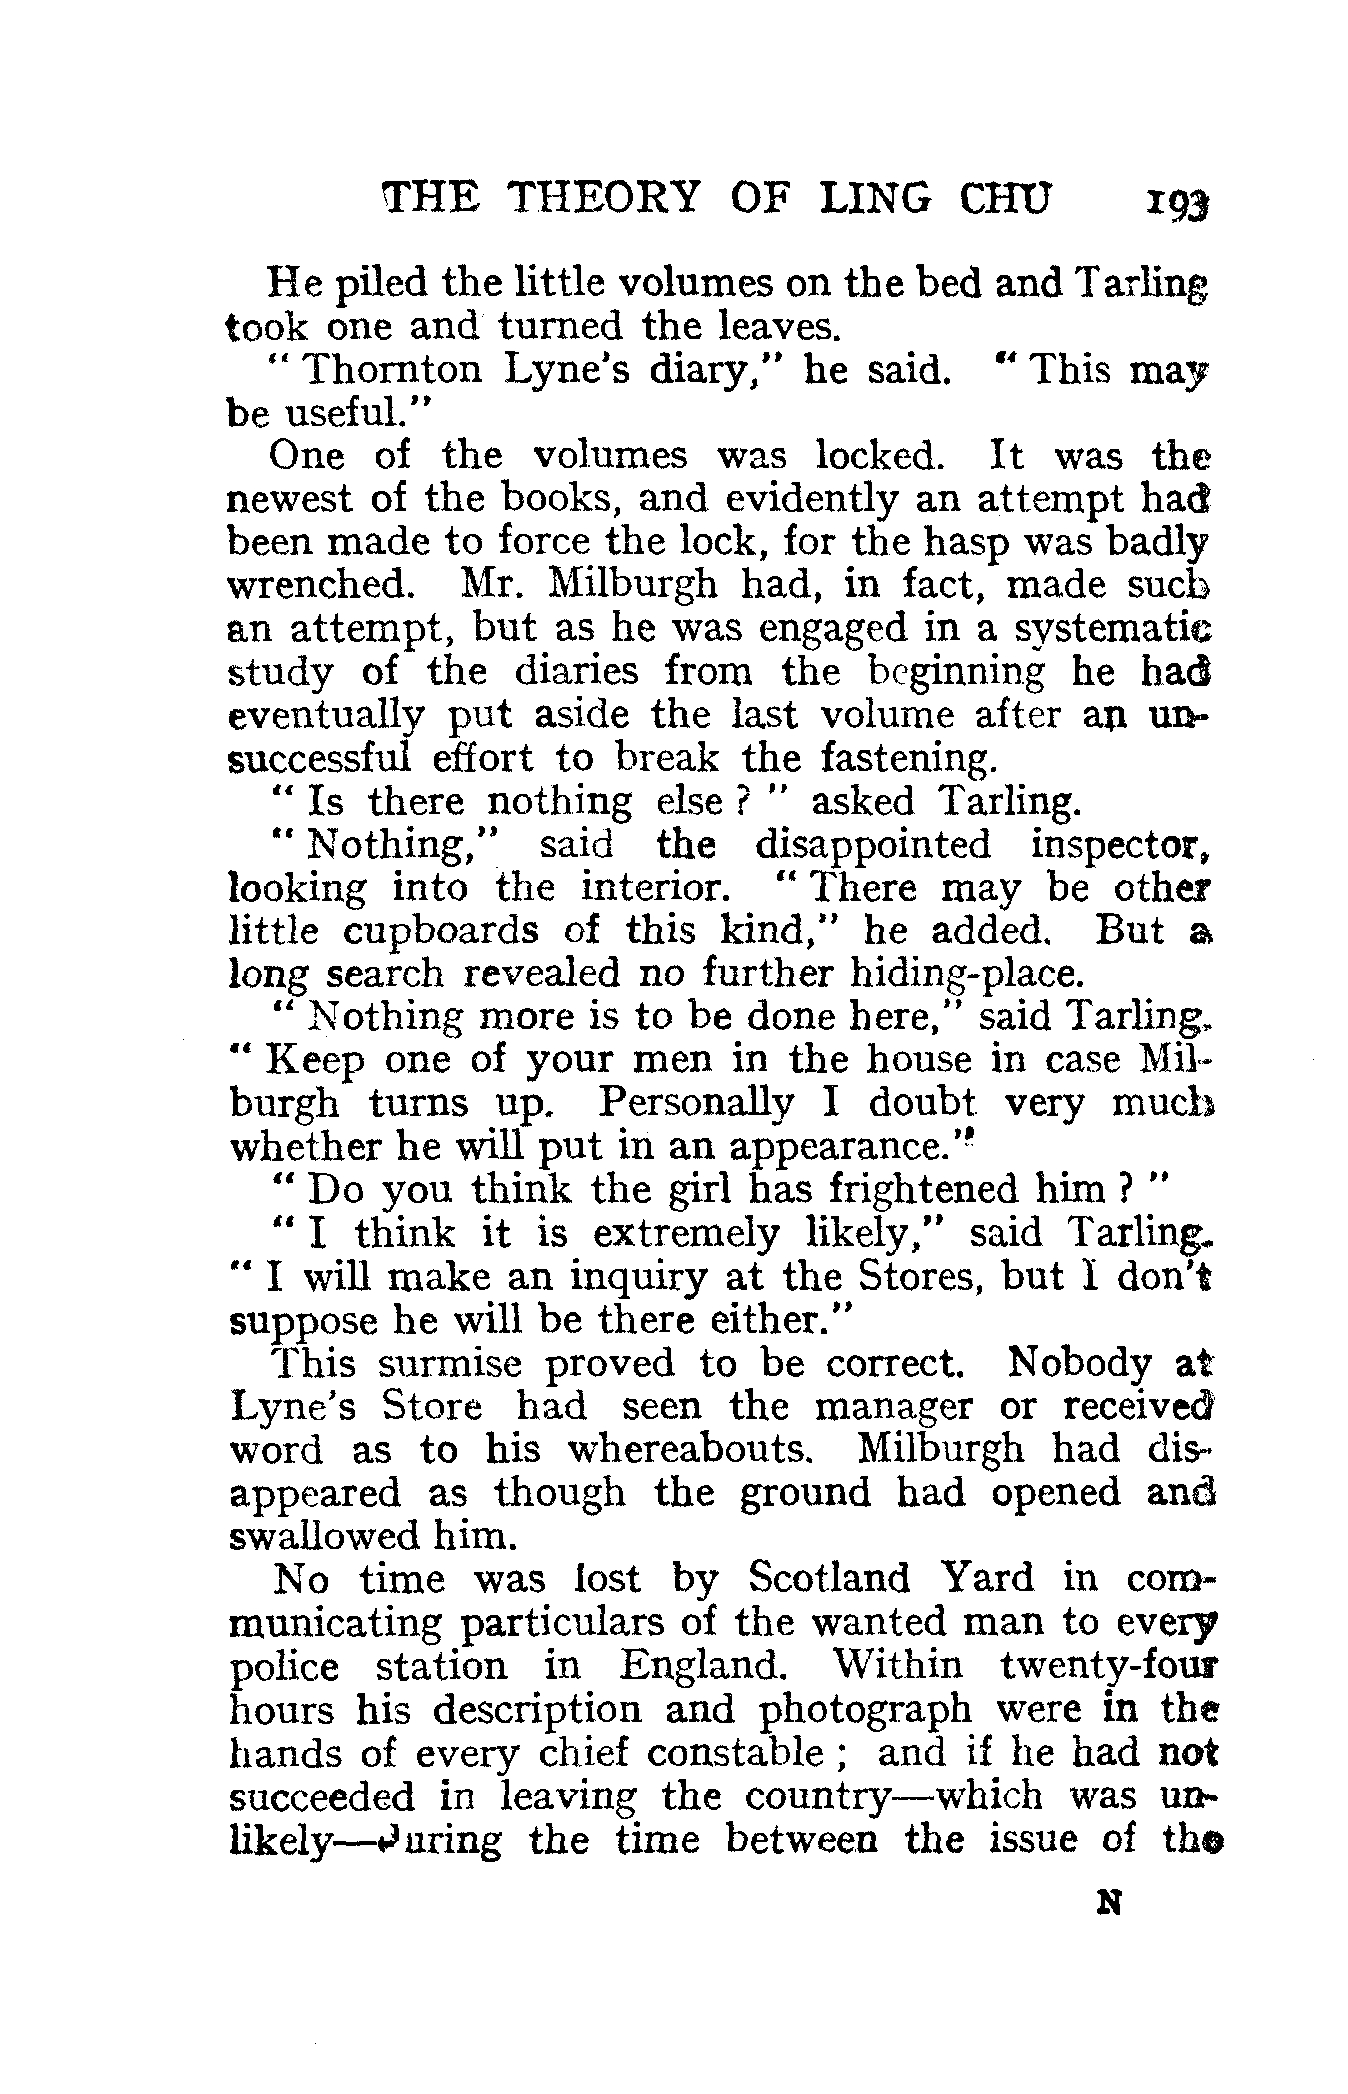 THE THEORY OF LING CHU 193
He piled the little volumes on the bed and Tarling
took one and turned the leaves.
" Thornton Lyne's diary," he said. " This may
be useful."
One of the volumes was locked. It was the
newest of the books, and evidently an attempt had
been made to force the lock, for the hasp was badly
wrenched. Mr. Milburgh had, in fact, made such
an attempt, but as he was engaged in a systematic
study of the diaries from the beginning he had
eventually put aside the last volume after an un-
successful effort to break the fastening.
" Is there nothing else ? " asked Tarling.
" Nothing," said the disappointed inspector,
looking into the interior. " There may be other
little cupboards of this kind," he added. But a
long search revealed no further hiding-place.
" Nothing more is to be done here," said Tarling.
" Keep one of your men in the house in case Mil-
burgh turns up. Personally I doubt very much
whether he will put in an appearance."
" Do you think the girl has frightened him ? "
" I think it is extremely likely," said Tarling.
" I will make an inquiry at the Stores, but I don't
suppose he will be there either."
This surmise proved to be correct. Nobody at
Lyne's Store had seen the manager or received
word as to his whereabouts. Milburgh had dis-
appeared as though the ground had opened and
swallowed him.
No time was lost by Scotland Yard in com-
municating particulars of the wanted man to every
police station in England. Within twenty-four
hours his description and photograph were in the
hands of every chief constable ; and if he had not
succeeded in leaving the country—which was un-
likely—during the time between the issue of the
N